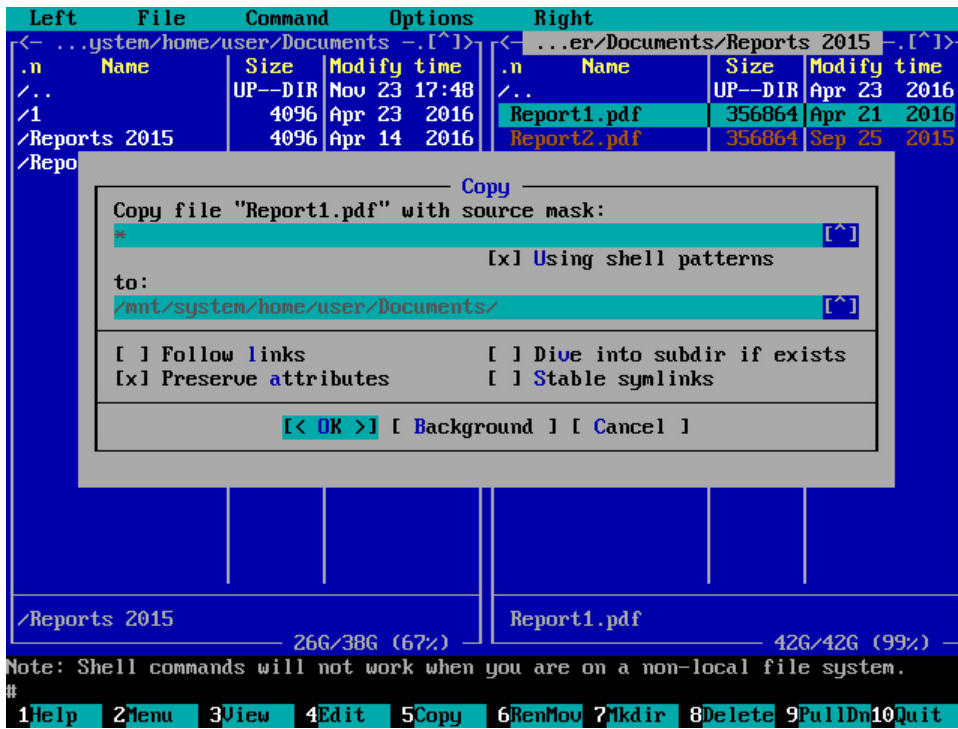 Left File Command Options Right
<— ...ystem/home/user/Documents —.[^]> <— ...er/Documents/Reports 2015 —.[^]>
.n Name Size Modify time .n Name Size Modify time
/.. UP--DIR Nov 23 17:48 /.. UP--DIR Apr 23 2016
/1 4096 Apr 23 2016 Report1.pdf 356864 Apr 21 2016
/Reports 2015 4096 Apr 14 2016 Report2.pdf 356864 Sep 25 2015
/Repo
Copy
Copy file "Report1.pdf" with source mask:
* [^]
[x] Using shell patterns
to:
/mnt/system/home/user/Documents/ [^]
[ ] Follow links [ ] Dive into subdir if exists
[x] Preserve attributes [ ] Stable symlinks
[< OK >] [ Background ] [ Cancel ]
/Reports 2015 Report1.pdf
26G/38G (67%) 42G/42G (99%)
Note: Shell commands will not work when you are on a non-local file system.
#
1Help 2Menu 3View 4Edit 5Copy 6RenMov 7Mkdir 8Delete 9PullDn 10Quit